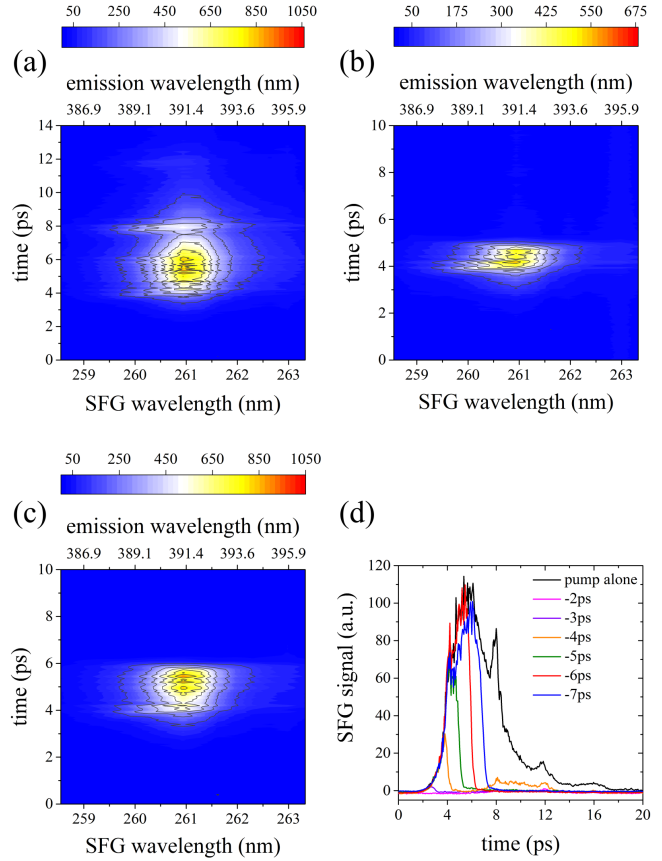 50 250 450 650 850 1050
(a)
emission wavelength (nm)
386.9 389.1 391.4 393.6 395.9
14
12
10
8
6
4
2
0
time (ps)
259 260 261 262 263
SFG wavelength (nm)
50 175 300 425 550 675
(b)
emission wavelength (nm)
386.9 389.1 391.4 393.6 395.9
10
8
6
4
2
0
time (ps)
259 260 261 262 263
SFG wavelength (nm)
50 250 450 650 850 1050
(c)
emission wavelength (nm)
386.9 389.1 391.4 393.6 395.9
10
8
6
4
2
0
time (ps)
259 260 261 262 263
SFG wavelength (nm)
(d)
120
100
80
60
40
20
0
SFG signal (a.u.)
pump alone
-2ps
-3ps
-4ps
-5ps
-6ps
-7ps
0 4 8 12 16 20
time (ps)